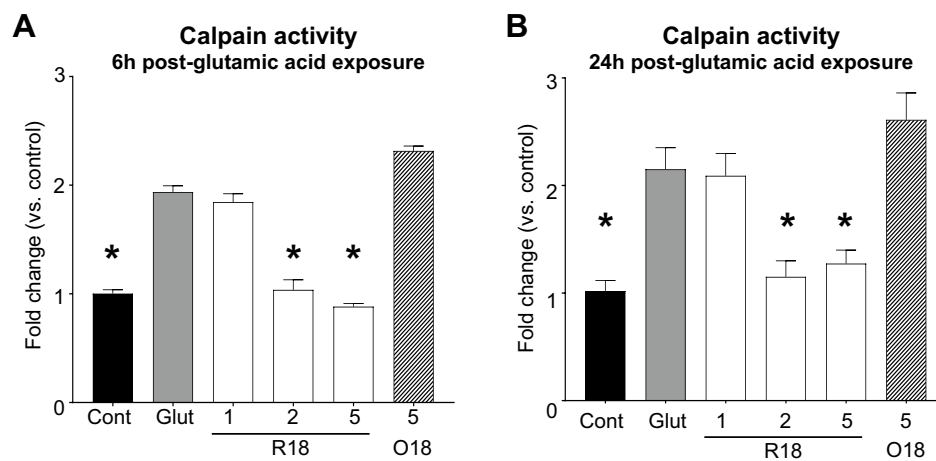 A
Calpain activity
6h post-glutamic acid exposure
Fold change (vs. control)
3
2
1
0
* * *
Cont Glut 1 2 5 5
R18 O18
B
Calpain activity
24h post-glutamic acid exposure
Fold change (vs. control)
3
2
1
0
* * *
Cont Glut 1 2 5 5
R18 O18